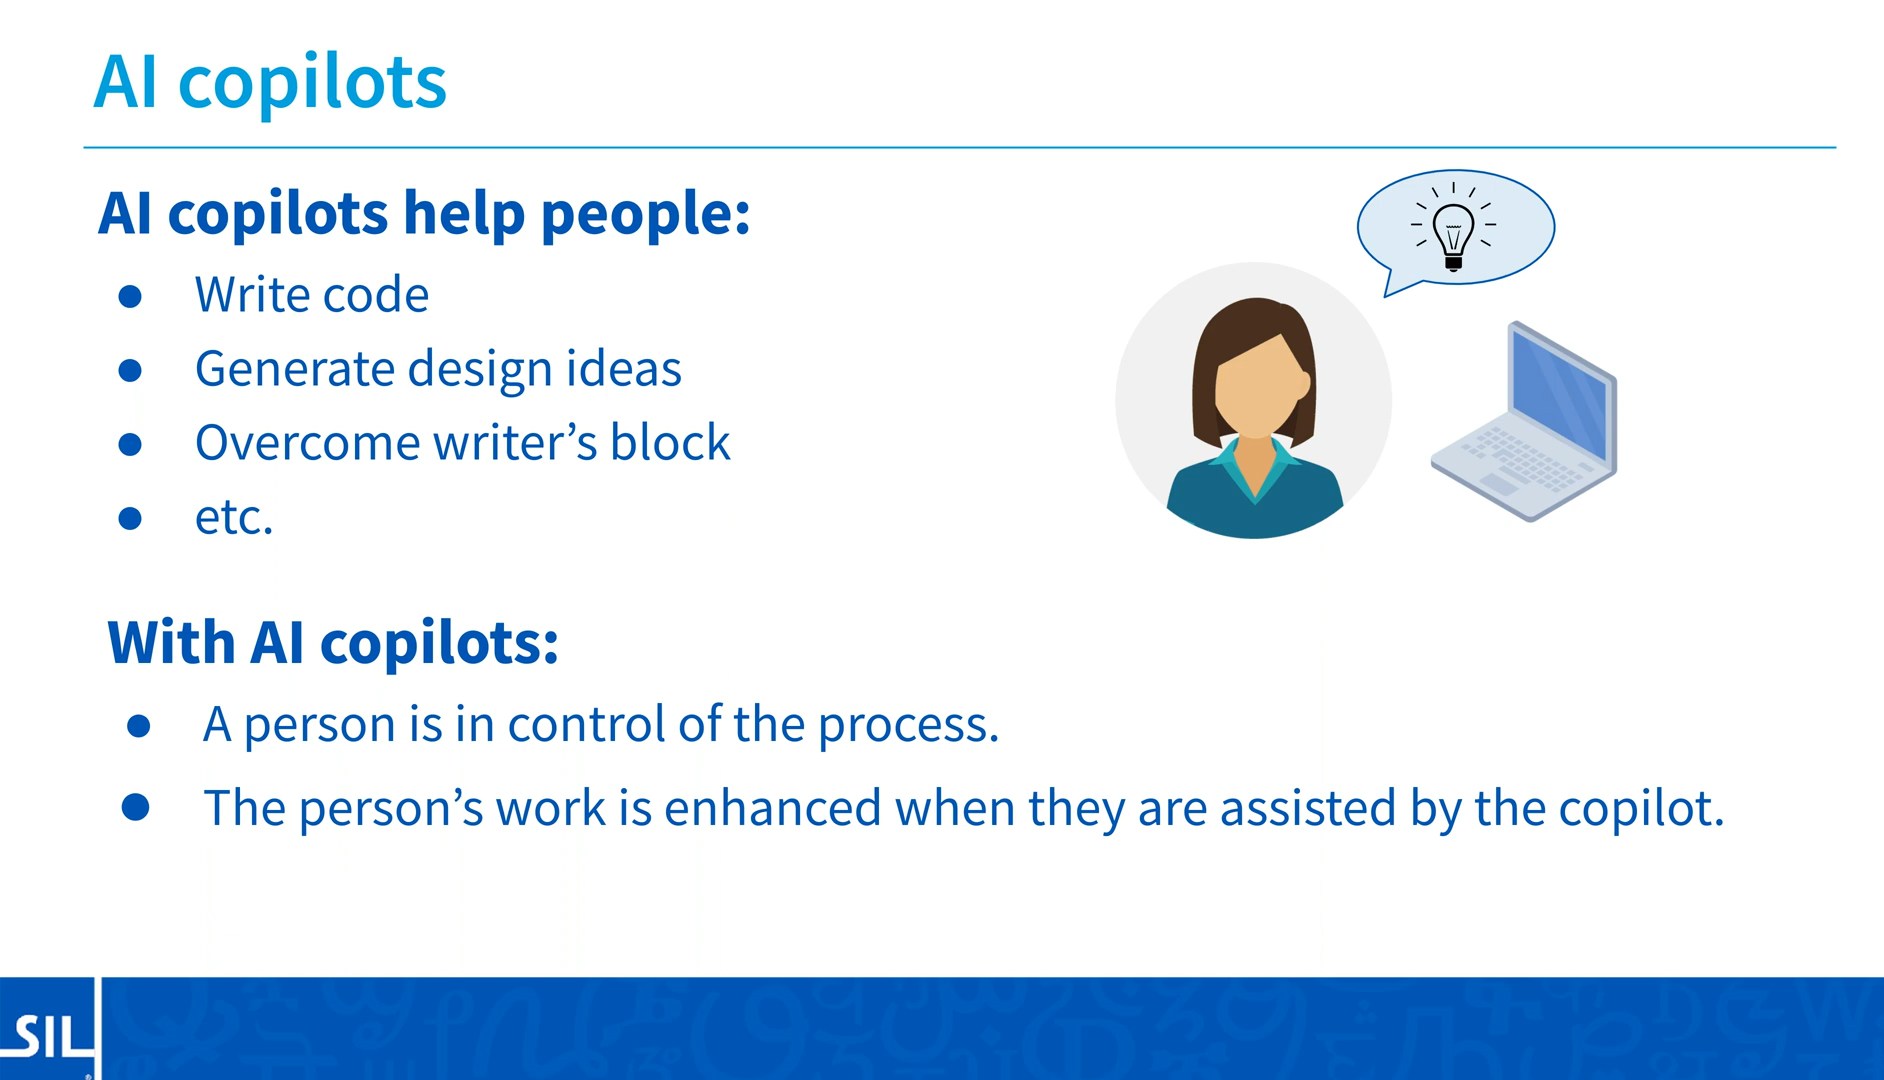 AI copilots
AI copilots help people:
● Write code
● Generate design ideas
● Overcome writer’s block
● etc.
With AI copilots:
● A person is in control of the process.
● The person’s work is enhanced when they are assisted by the copilot.
SIL®